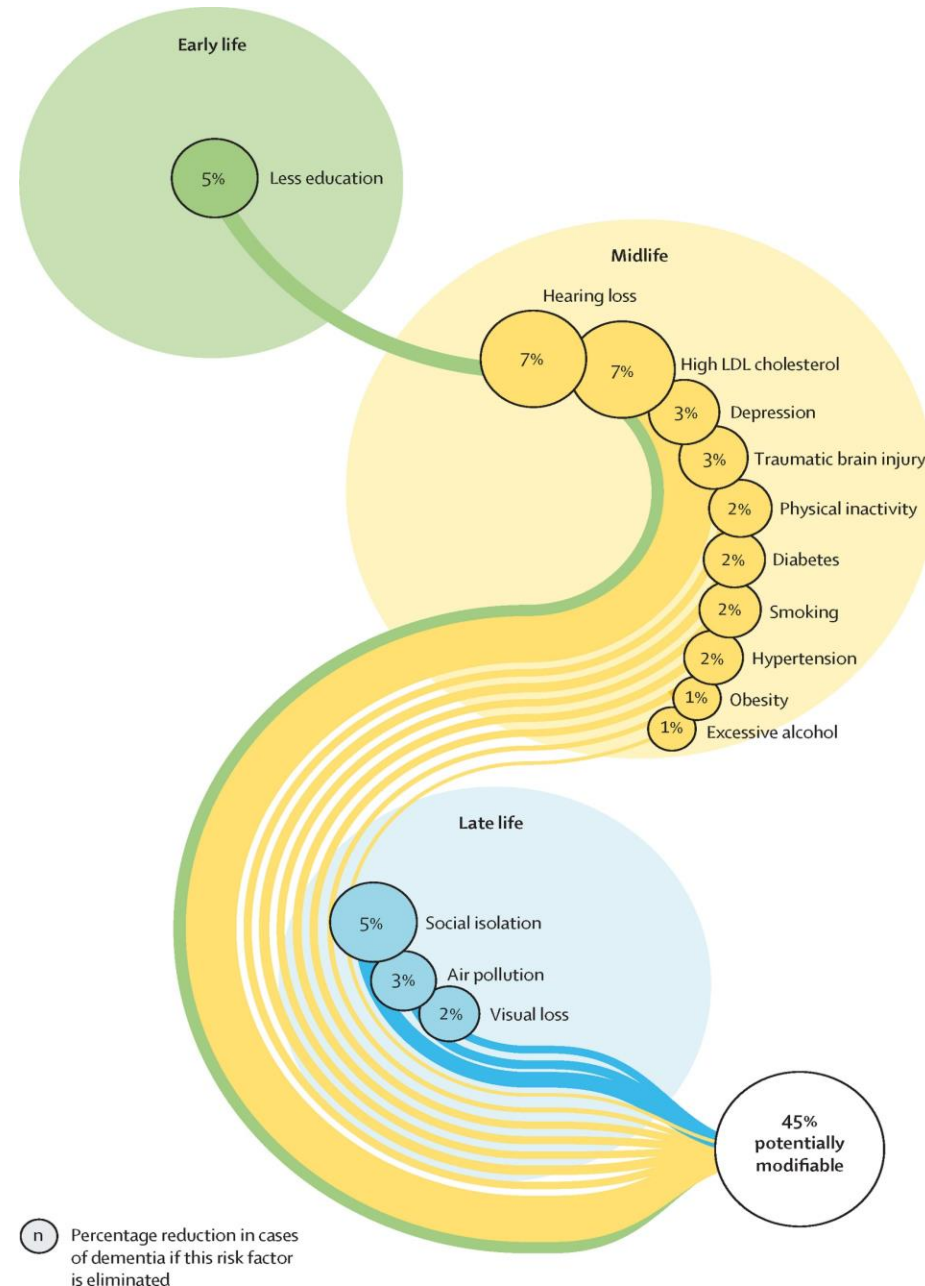 Early life
5%
Less education
Midlife
Hearing loss
7%
7%
High LDL cholesterol
3%
Depression
3%
Traumatic brain injury
2%
Physical inactivity
2%
Diabetes
2%
Smoking
2%
Hypertension
1%
Obesity
1%
Excessive alcohol
Late life
5%
Social isolation
3%
Air pollution
2%
Visual loss
45%
potentially
modifiable
n
Percentage reduction in cases
of dementia if this risk factor
is eliminated